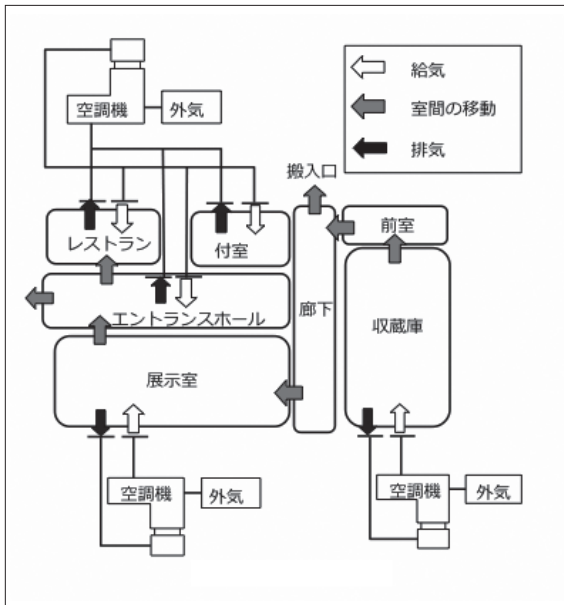 給気
空調機
外気
室間の移動
排気
搬入口
レストラン
付室
前室
エントランスホール
廊下
収蔵庫
展示室
空調機
外気
空調機
外気